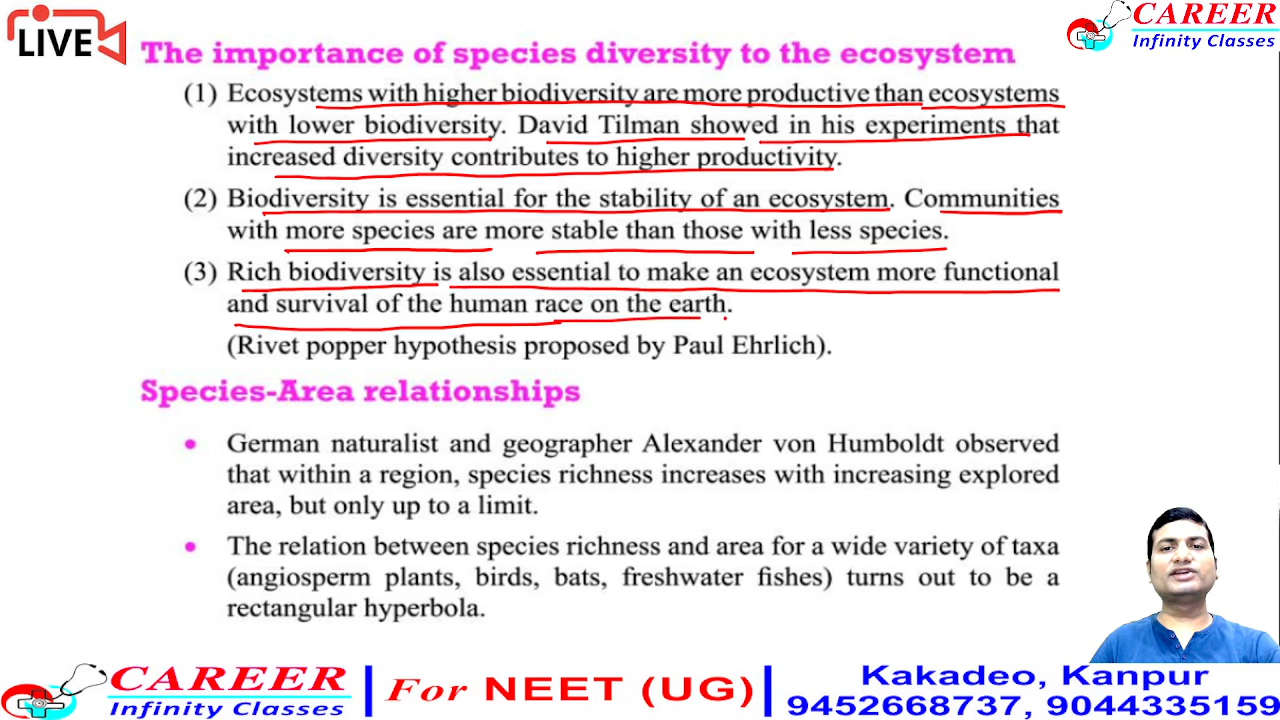 LIVE
CAREER
Infinity Classes
The importance of species diversity to the ecosystem
(1) Ecosystems with higher biodiversity are more productive than ecosystems
with lower biodiversity. David Tilman showed in his experiments that
increased diversity contributes to higher productivity.
(2) Biodiversity is essential for the stability of an ecosystem. Communities
with more species are more stable than those with less species.
(3) Rich biodiversity is also essential to make an ecosystem more functional
and survival of the human race on the earth.
(Rivet popper hypothesis proposed by Paul Ehrlich).
Species-Area relationships
• German naturalist and geographer Alexander von Humboldt observed
that within a region, species richness increases with increasing explored
area, but only up to a limit.
• The relation between species richness and area for a wide variety of taxa
(angiosperm plants, birds, bats, freshwater fishes) turns out to be a
rectangular hyperbola.
CAREER
Infinity Classes
For NEET (UG)
Kakadeo, Kanpur
9452668737, 9044335159